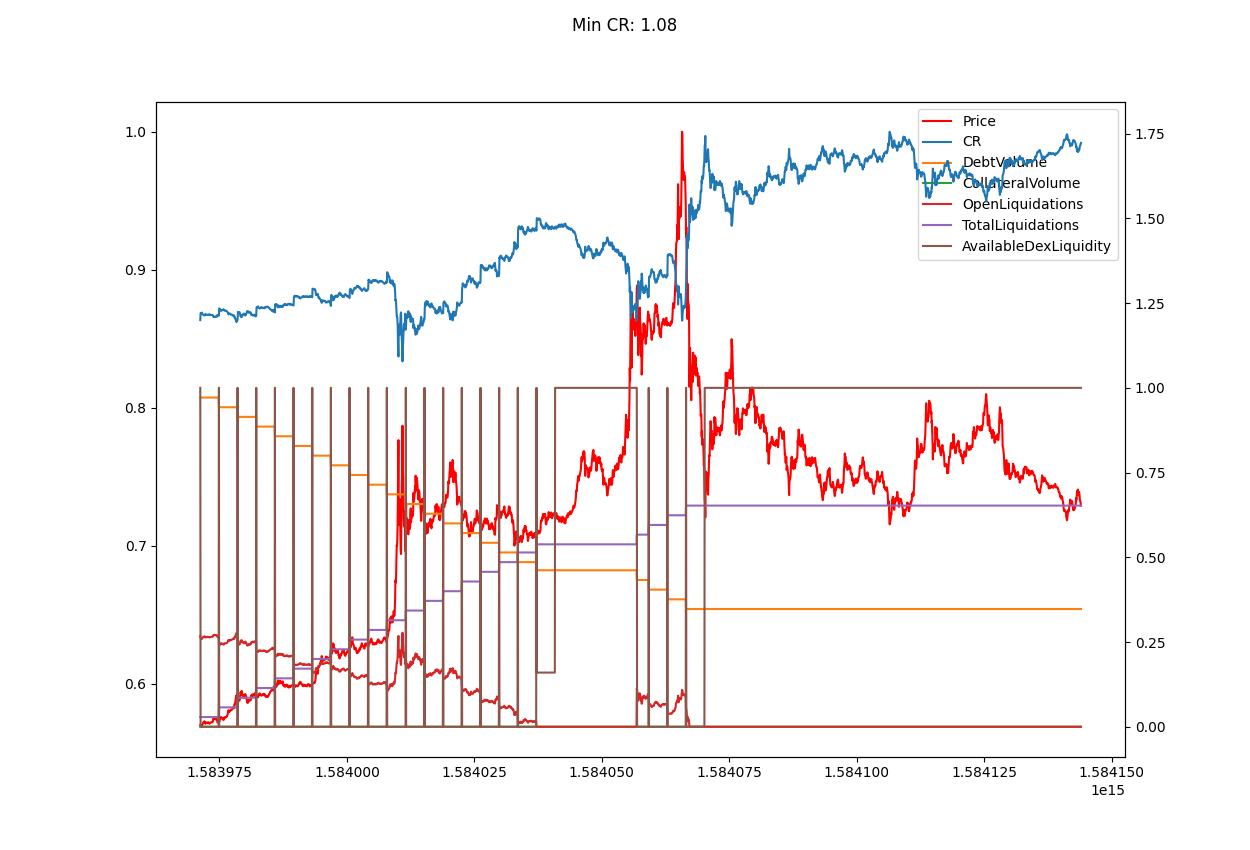 Min CR: 1.08
1.0
0.9
0.8
0.7
0.6
1.75
1.50
1.25
1.00
0.75
0.50
0.25
0.00
Price
CR
DebtVolume
CollateralVolume
OpenLiquidations
TotalLiquidations
AvailableDexLiquidity
1.583975 1.584000 1.584025 1.584050 1.584075 1.584100 1.584125 1.584150
1e15